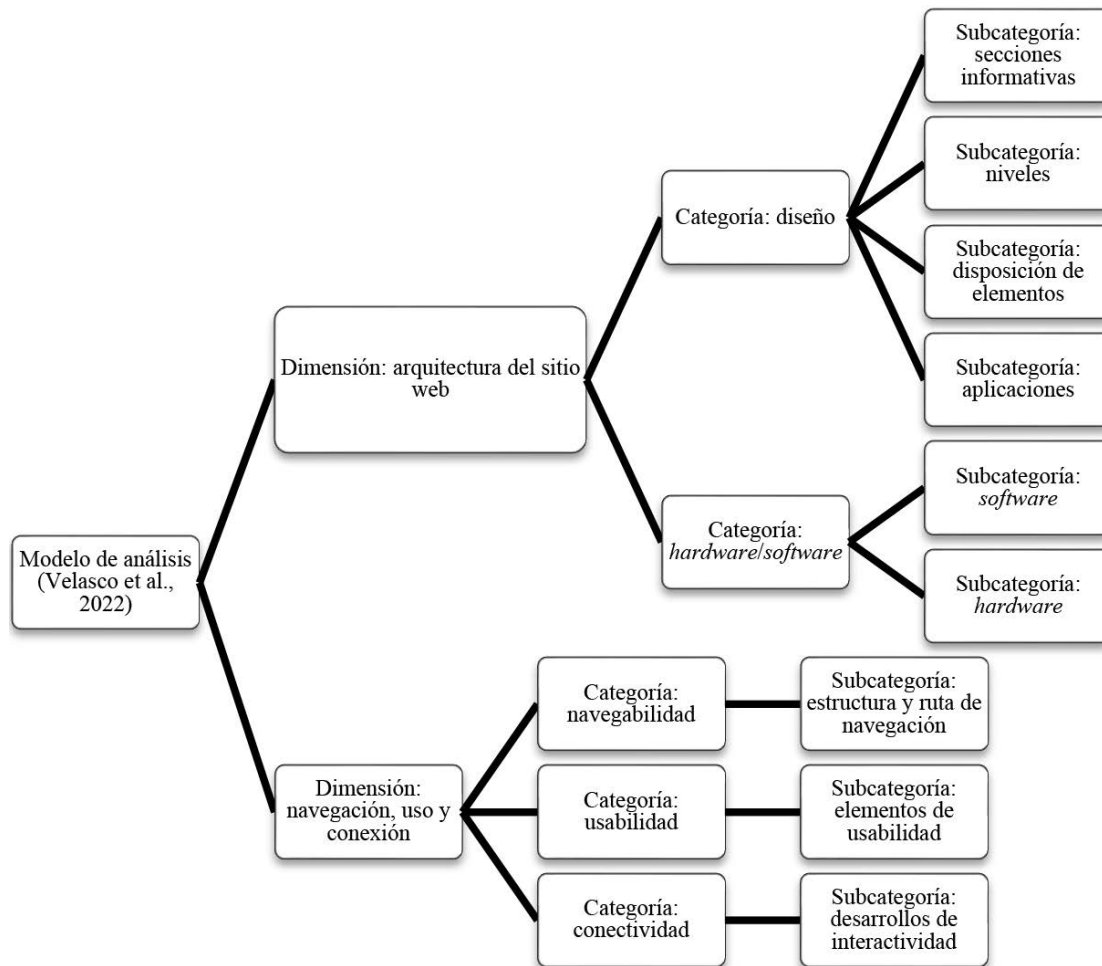 Modelo de análisis
(Velasco et al.,
2022)
Dimensión: arquitectura del sitio
web
Categoría: diseño
Subcategoría:
secciones
informativas
Subcategoría:
niveles
Subcategoría:
disposición de
elementos
Subcategoría:
aplicaciones
Categoría:
hardware/software
Subcategoría:
software
Subcategoría:
hardware
Dimensión:
navegación, uso y
conexión
Categoría:
navegabilidad
Subcategoría:
estructura y ruta de
navegación
Categoría:
usabilidad
Subcategoría:
elementos de
usabilidad
Categoría:
conectividad
Subcategoría:
desarrollos de
interactividad